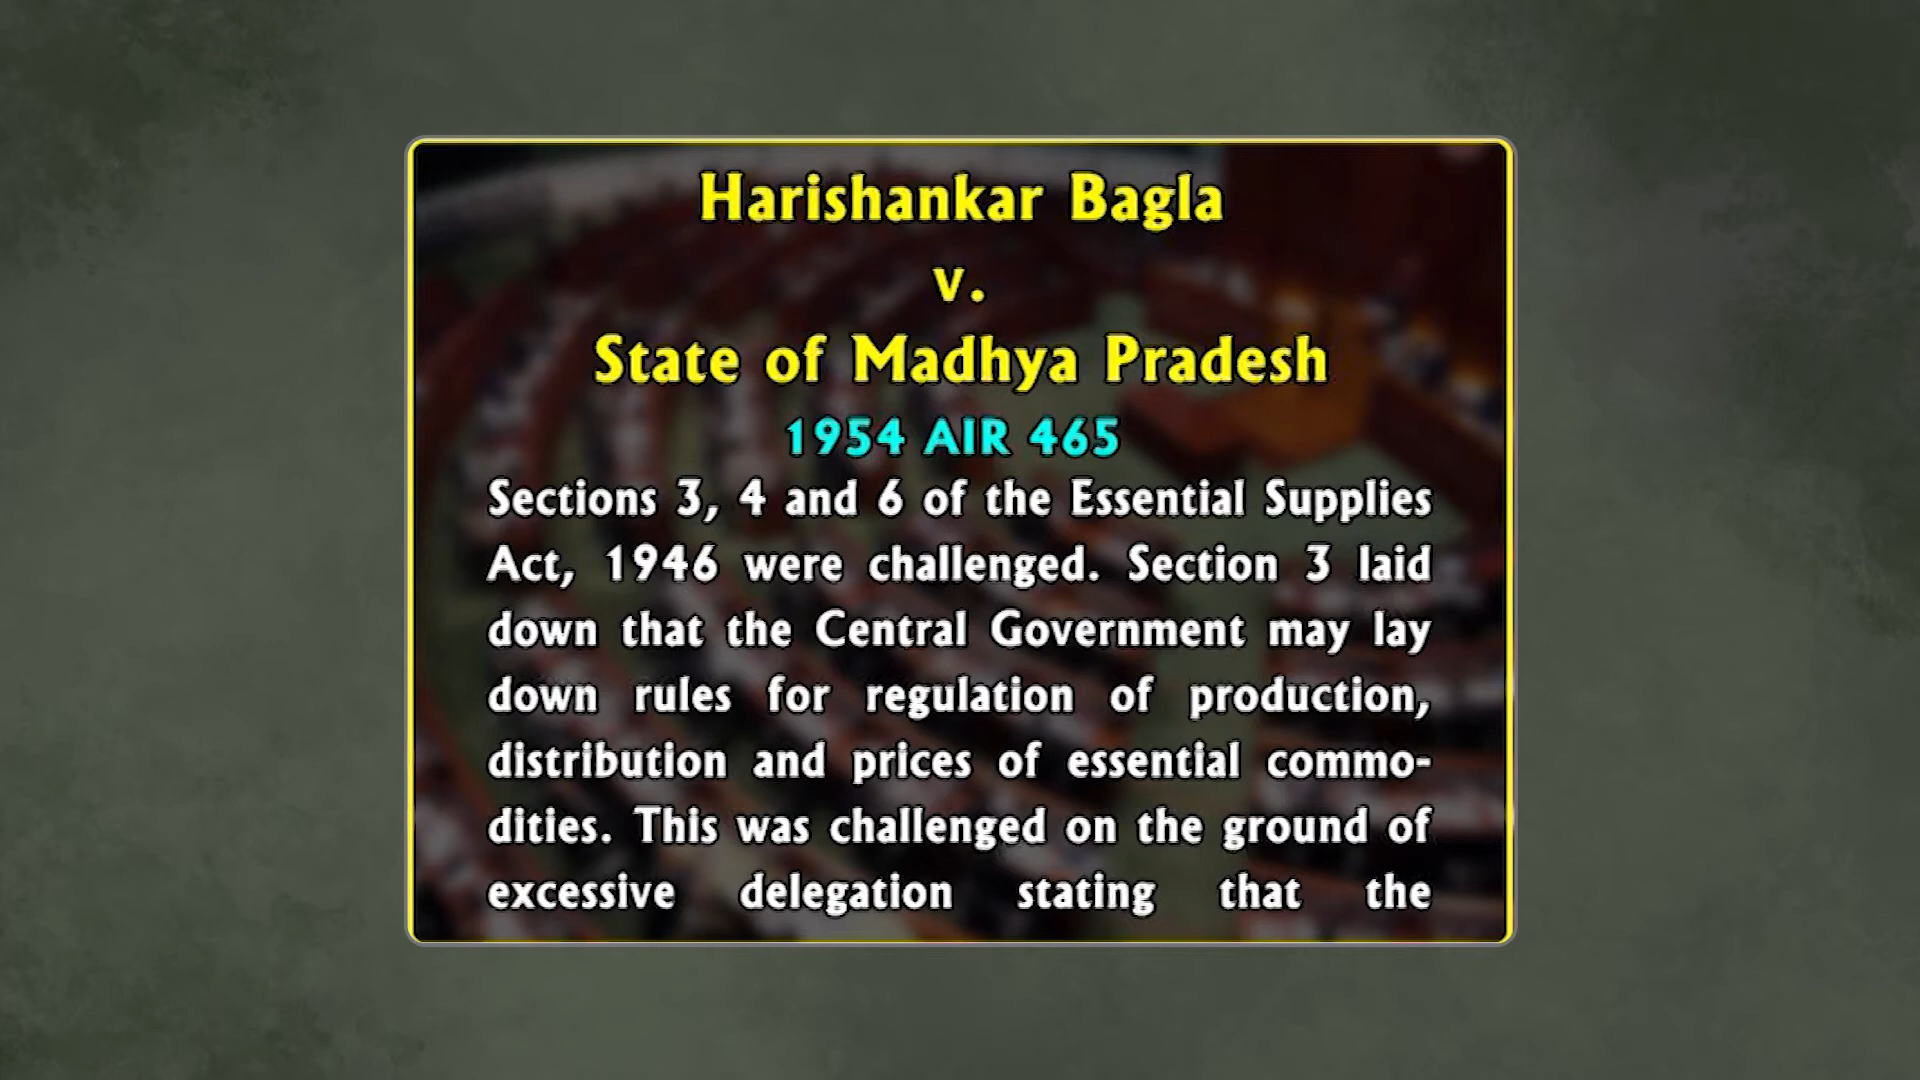 Harishankar Bagla
v.
State of Madhya Pradesh
1954 AIR 465
Sections 3, 4 and 6 of the Essential Supplies
Act, 1946 were challenged. Section 3 laid
down that the Central Government may lay
down rules for regulation of production,
distribution and prices of essential commo-
dities. This was challenged on the ground of
excessive delegation stating that the